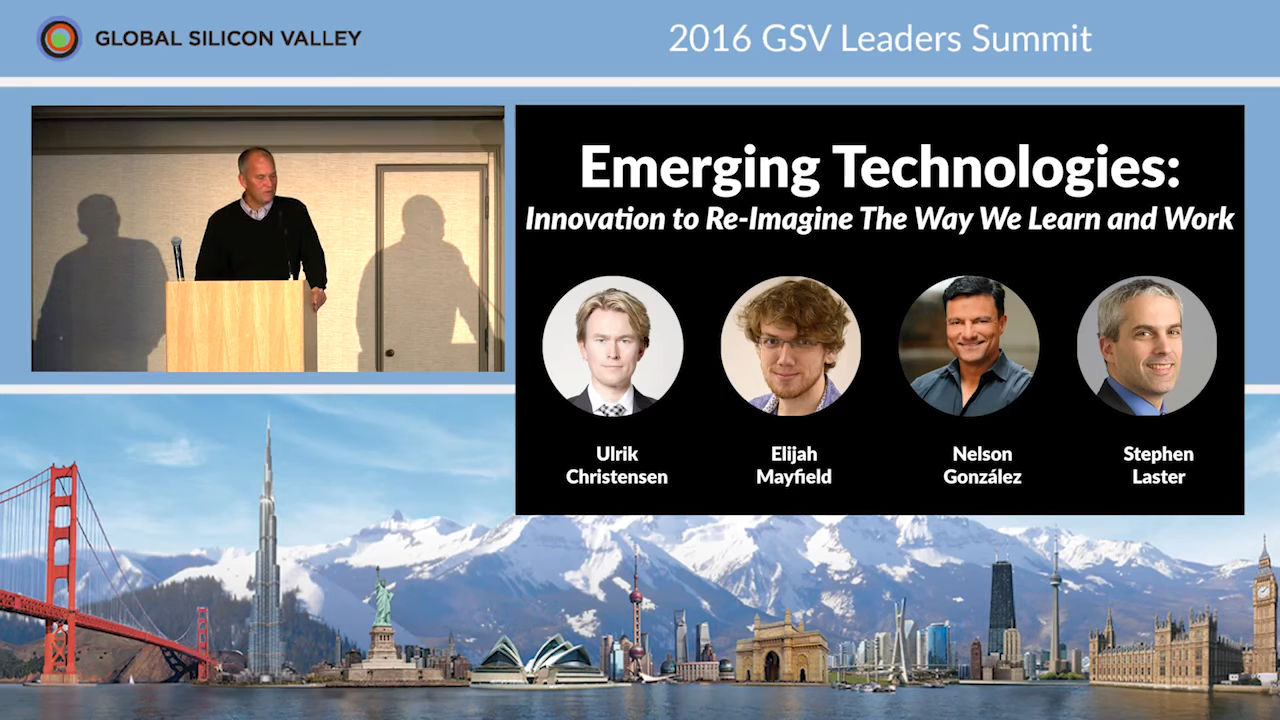 GLOBAL SILICON VALLEY
2016 GSV Leaders Summit
Emerging Technologies:
Innovation to Re-Imagine The Way We Learn and Work
Ulrik
Christensen
Elijah
Mayfield
Nelson
González
Stephen
Laster